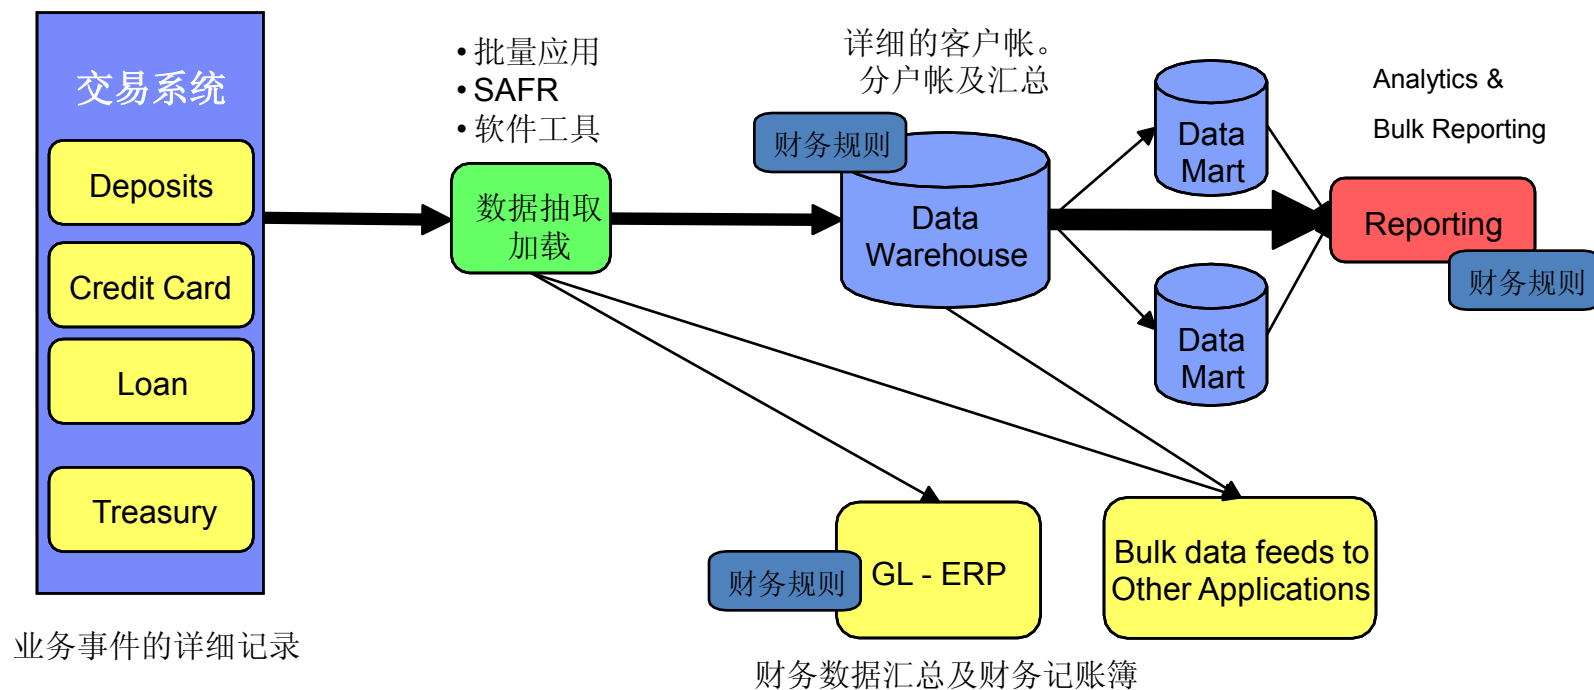 交易系统
Deposits
Credit Card
Loan
Treasury
业务事件的详细记录
• 批量应用
• SAFR
• 软件工具
数据抽取
加载
详细的客户帐。
分户帐及汇总
财务规则
Data
Warehouse
Data
Mart
Data
Mart
Analytics &
Bulk Reporting
Reporting
财务规则
财务规则
GL - ERP
Bulk data feeds to
Other Applications
财务数据汇总及财务记账簿